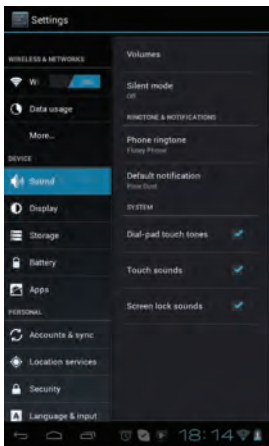 Settings
WIRELESS & NETWORKS
Wi
Data usage
More...
DEVICE
Sound
Display
Storage
Battery
Apps
PERSONAL
Accounts & sync
Location services
Security
Language & input
Volumes
Silent mode
Off
RINGTONE & NOTIFICATIONS
Phone ringtone
Default notification
Pixie Dust
SYSTEM
Dial-pad touch tones
Touch sounds
Screen lock sounds
18:14